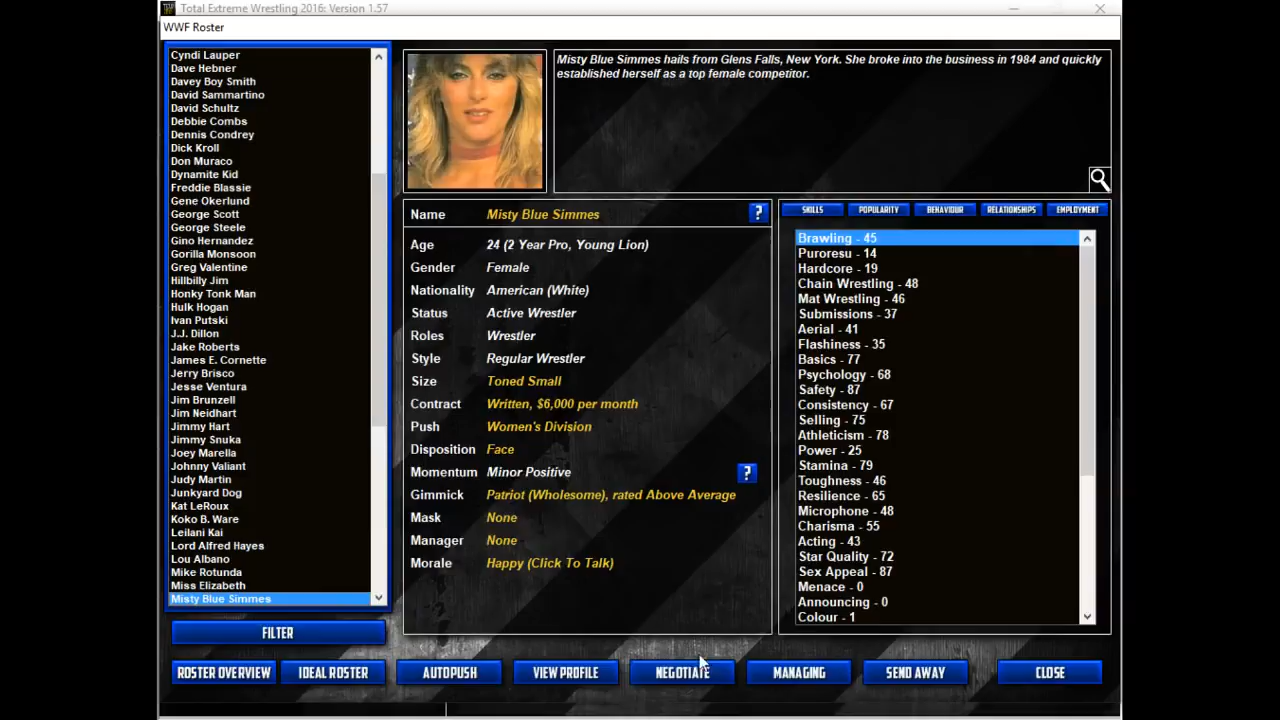 Total Extreme Wrestling 2016: Version 1.57
WWF Roster
Cyndi Lauper
Dave Hebner
Davey Boy Smith
David Sammartino
David Schultz
Debbie Combs
Dennis Condrey
Dick Kroll
Don Muraco
Dynamite Kid
Freddie Blassie
Gene Okerlund
George Scott
George Steele
Gino Hernandez
Gorilla Monsoon
Greg Valentine
Hillbilly Jim
Honky Tonk Man
Hulk Hogan
Ivan Putski
J.J. Dillon
Jake Roberts
James E. Cornette
Jerry Brisco
Jesse Ventura
Jim Brunzell
Jim Neidhart
Jimmy Hart
Jimmy Snuka
Joey Marella
Johnny Valiant
Judy Martin
Junkyard Dog
Kat LeRoux
Koko B. Ware
Leilani Kai
Lord Alfred Hayes
Lou Albano
Mike Rotunda
Miss Elizabeth
Misty Blue Simmes
FILTER
Misty Blue Simmes hails from Glens Falls, New York. She broke into the business in 1984 and quickly
established herself as a top female competitor.
Name Misty Blue Simmes ?
Age 24 (2 Year Pro, Young Lion)
Gender Female
Nationality American (White)
Status Active Wrestler
Roles Wrestler
Style Regular Wrestler
Size Toned Small
Contract Written, $6,000 per month
Push Women's Division
Disposition Face
Momentum Minor Positive ?
Gimmick Patriot (Wholesome), rated Above Average
Mask None
Manager None
Morale Happy (Click To Talk)
SKILLS POPULARITY BEHAVIOUR RELATIONSHIPS EMPLOYMENT
Brawling - 45
Puroresu - 14
Hardcore - 19
Chain Wrestling - 48
Mat Wrestling - 46
Submissions - 37
Aerial - 41
Flashiness - 35
Basics - 77
Psychology - 68
Safety - 87
Consistency - 67
Selling - 75
Athleticism - 78
Power - 25
Stamina - 79
Toughness - 46
Resilience - 65
Microphone - 48
Charisma - 55
Acting - 43
Star Quality - 72
Sex Appeal - 87
Menace - 0
Announcing - 0
Colour - 1
ROSTER OVERVIEW IDEAL ROSTER AUTOPUSH VIEW PROFILE NEGOTIATE MANAGING SEND AWAY CLOSE